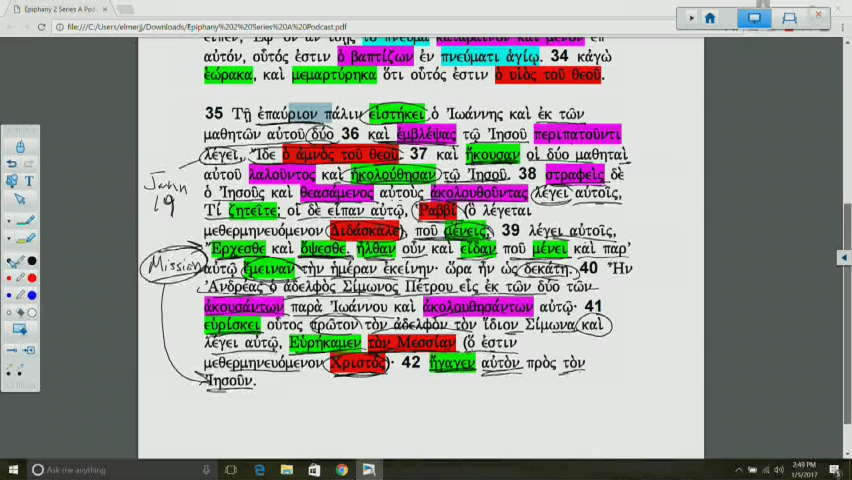 Epiphany 2 Series A Pod
file:///C:/Users/elmerjj/Downloads/Epiphany%202%20Series%20A%20Podcast.pdf
αὐτόν, οὗτός ἐστιν ὁ βαπτίζων ἐν πνεύματι ἁγίῳ. 34 κἀγὼ
ἑώρακα, καὶ μεμαρτύρηκα ὅτι οὗτός ἐστιν ὁ υἱὸς τοῦ θεοῦ.
35 Τῇ ἐπαύριον πάλιν εἱστήκει ὁ Ἰωάννης καὶ ἐκ τῶν
μαθητῶν αὐτοῦ δύο 36 καὶ ἐμβλέψας τῷ Ἰησοῦ περιπατοῦντι
λέγει, Ἴδε ὁ ἀμνὸς τοῦ θεοῦ. 37 καὶ ἤκουσαν οἱ δύο μαθηταὶ
αὐτοῦ λαλοῦντος καὶ ἠκολούθησαν τῷ Ἰησοῦ. 38 στραφεὶς δὲ
John
19
ὁ Ἰησοῦς καὶ θεασάμενος αὐτοὺς ἀκολουθοῦντας λέγει αὐτοῖς,
Τί ζητεῖτε; οἱ δὲ εἶπαν αὐτῷ, Ῥαββί (ὃ λέγεται
μεθερμηνευόμενον Διδάσκαλε), ποῦ μένεις; 39 λέγει αὐτοῖς,
Ἔρχεσθε καὶ ὄψεσθε. ἦλθαν οὖν καὶ εἶδαν ποῦ μένει καὶ παρ’
Mission
αὐτῷ ἔμειναν τὴν ἡμέραν ἐκείνην· ὥρα ἦν ὡς δεκάτη. 40 Ἦν
Ἀνδρέας ὁ ἀδελφὸς Σίμωνος Πέτρου εἷς ἐκ τῶν δύο τῶν
ἀκουσάντων παρὰ Ἰωάννου καὶ ἀκολουθησάντων αὐτῷ· 41
εὑρίσκει οὗτος πρῶτον τὸν ἀδελφὸν τὸν ἴδιον Σίμωνα καὶ
λέγει αὐτῷ, Εὑρήκαμεν τὸν Μεσσίαν (ὅ ἐστιν
μεθερμηνευόμενον Χριστός)· 42 ἤγαγεν αὐτὸν πρὸς τὸν
Ἰησοῦν.
Ask me anything
2:49 PM
1/5/2017